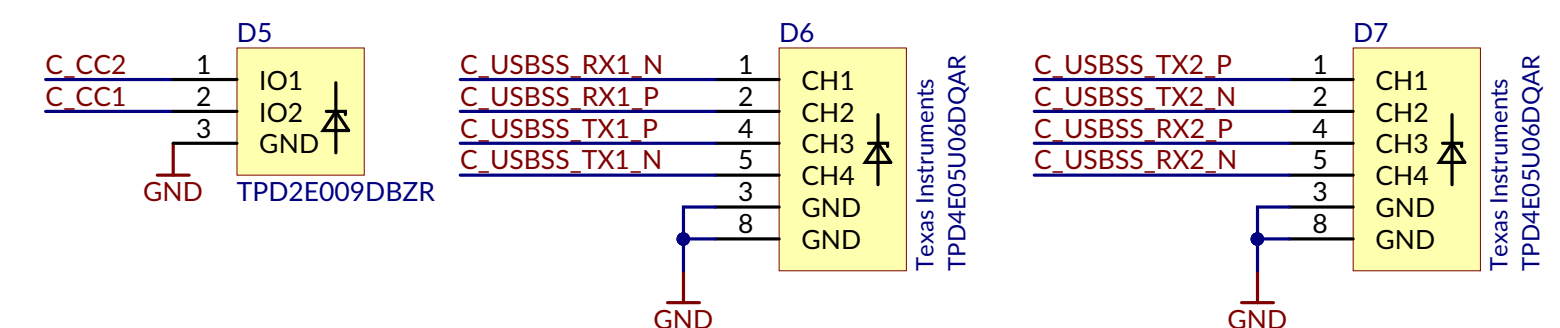 D5
C_CC2 1 IO1
C_CC1 2 IO2
3 GND
GND
TPD2E009DBZR
D6
C_USBSS_RX1_N 1 CH1
C_USBSS_RX1_P 2 CH2
C_USBSS_TX1_P 4 CH3
C_USBSS_TX1_N 5 CH4
3 GND
8 GND
GND
Texas Instruments
TPD4E05U06DQAR
D7
C_USBSS_TX2_P 1 CH1
C_USBSS_TX2_N 2 CH2
C_USBSS_RX2_P 4 CH3
C_USBSS_RX2_N 5 CH4
3 GND
8 GND
GND
Texas Instruments
TPD4E05U06DQAR